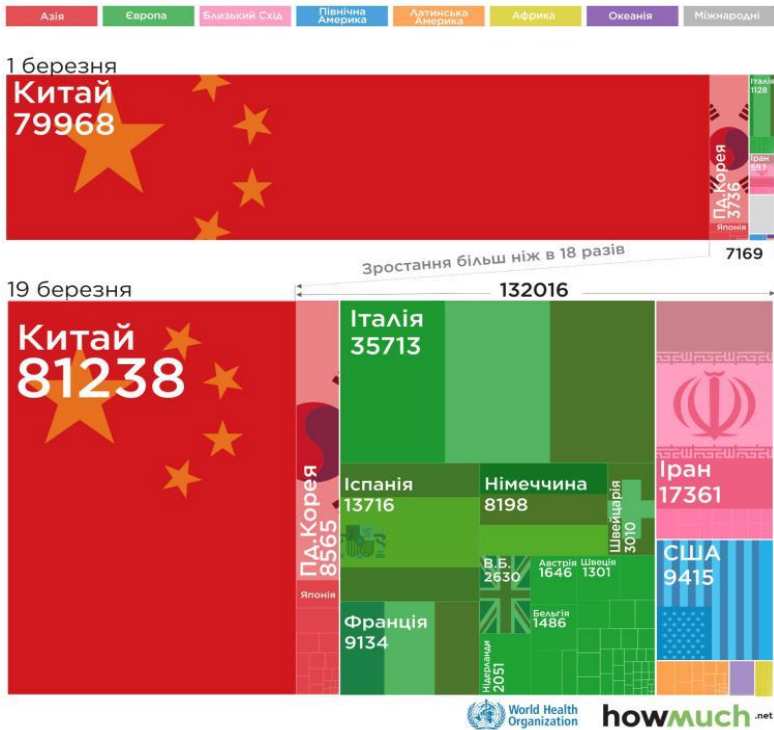 Азія
Європа
Близький Схід
Північна
Америка
Латинська
Америка
Африка
Океанія
Міжнародні
1 березня
Китай
79968
Пд.Корея
3736
Японія
Італія
1128
Іран
593
7169
Зростання більш ніж в 18 разів
19 березня
132016
Китай
81238
Пд.Корея
8565
Японія
Італія
35713
Іспанія
13716
Франція
9134
Німеччина
8198
Швейцарія
3010
В.Б.
2630
Австрія
1646
Швеція
1301
Бельгія
1486
Нідерланди
2051
Іран
17361
США
9415
World Health
Organization
howmuch.net